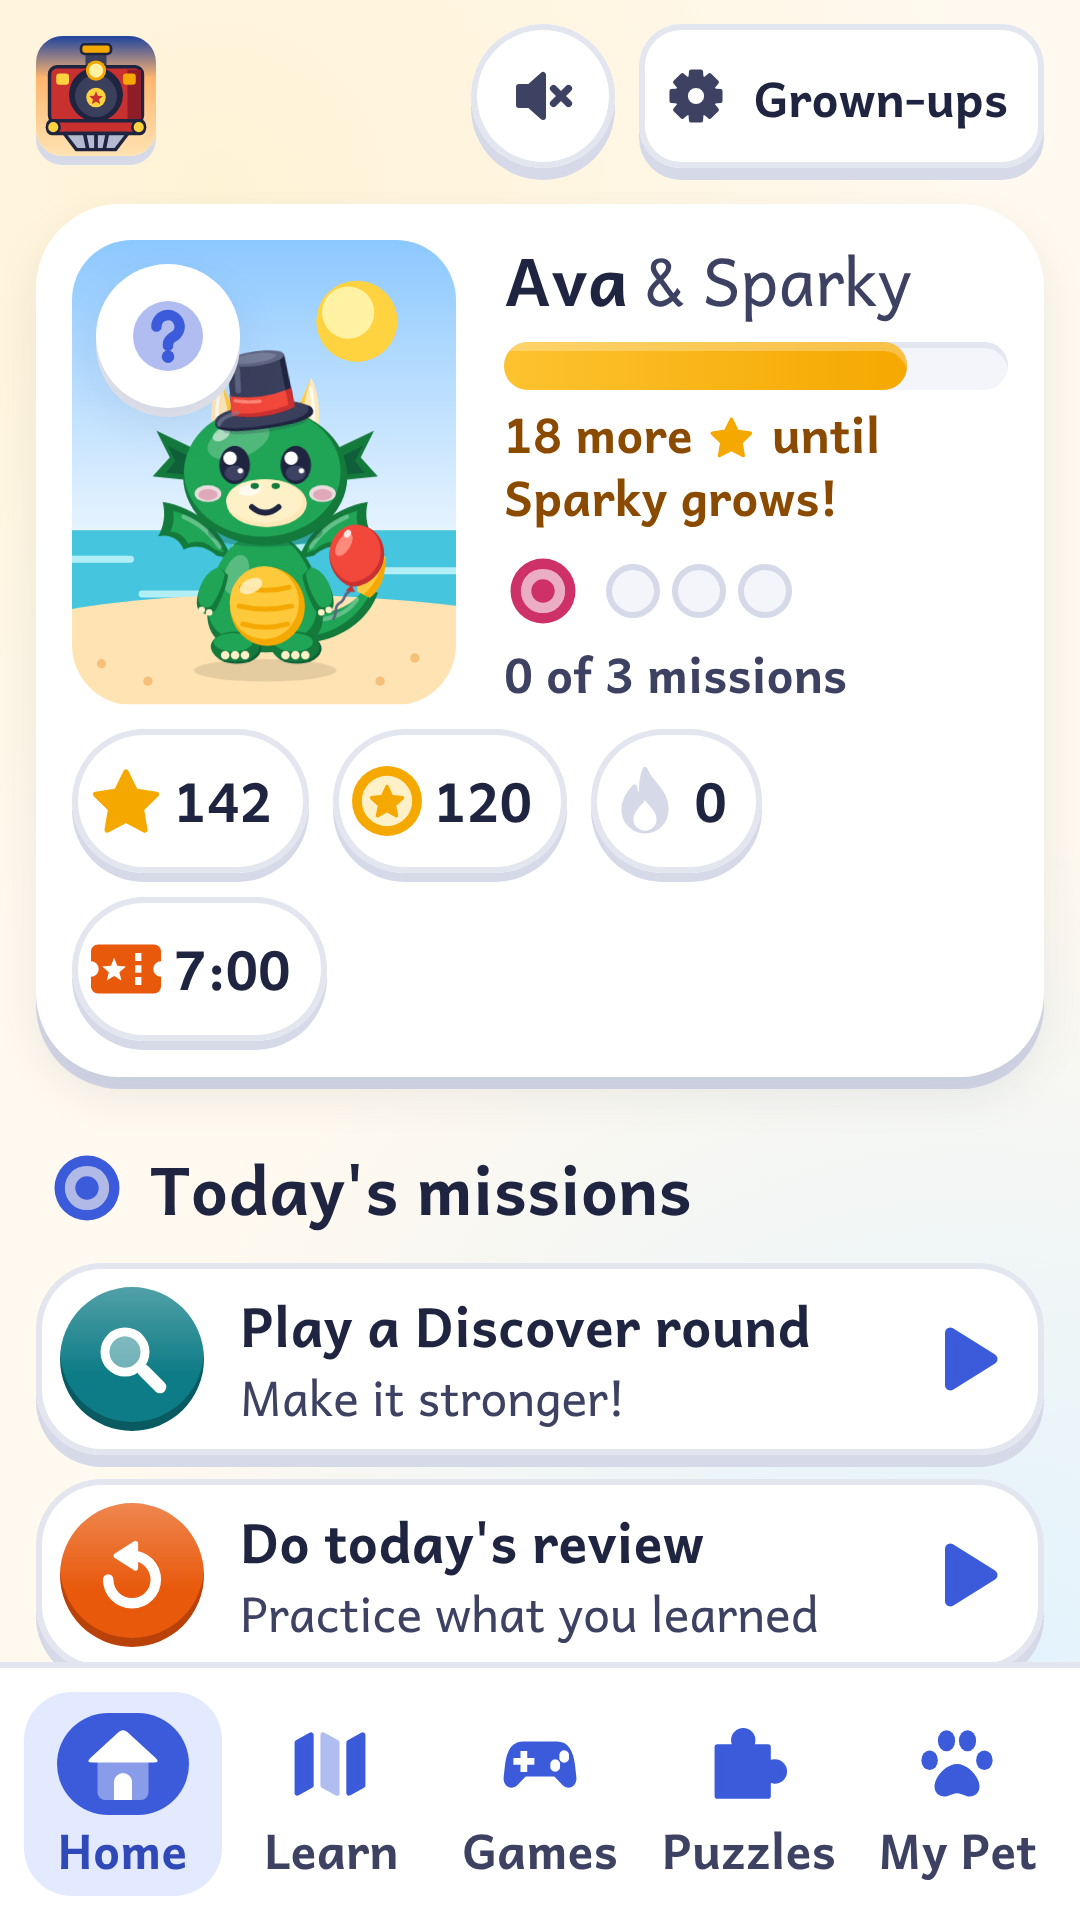 Grown-ups
Ava & Sparky
18 more until
Sparky grows!
0 of 3 missions
142
120
0
7:00
Today's missions
Play a Discover round
Make it stronger!
Do today's review
Practice what you learned
Home
Learn
Games
Puzzles
My Pet